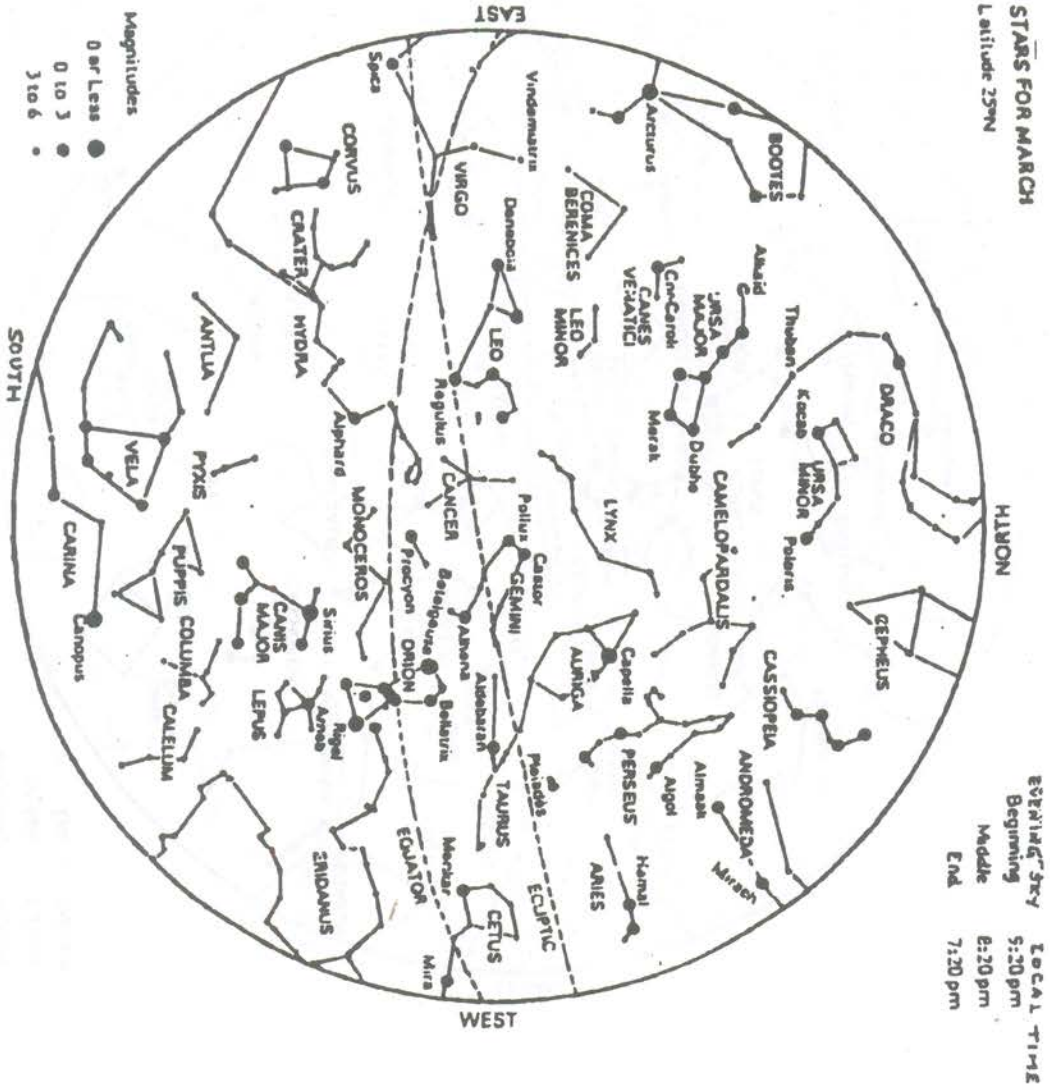 STARS FOR MARCH
Latitude 25°N
EVENING SKY LOCAL TIME
Beginning 9:20 pm
Middle 8:20 pm
End 7:20 pm
NORTH
EAST
WEST
SOUTH
BOOTES
Arcturus
Alkaid
Thuban
DRACO
Kocab
URSA
MINOR
Polaris
CEPHEUS
CASSIOPEIA
CAMELOPARDALIS
URSA
MAJOR
Merak
Dubhe
Cor-Caroli
CANES
VENATICI
COMA
BERENICES
LEO
MINOR
LYNX
Vindematrix
VIRGO
Spica
Denebola
LEO
Regulus
CANCER
Pollux
Castor
GEMINI
Alhena
AURIGA
Capella
PERSEUS
Algol
ANDROMEDA
Almaak
Mirach
Hamal
ARIES
Pleiades
TAURUS
Aldebaran
ECLIPTIC
EQUATOR
Menkar
CETUS
Mira
ERIDANUS
Betelgeuse
ORION
Bellatrix
Rigel
Procyon
MONOCEROS
Sirius
CANIS
MAJOR
LEPUS
Arneb
COLUMBA
CALELLUM
PUPPIS
PYXIS
Canopus
CARINA
VELA
ANTLIA
HYDRA
Alphard
CRATER
CORVUS
Magnitudes
0 or Less
0 to 3
3 to 6